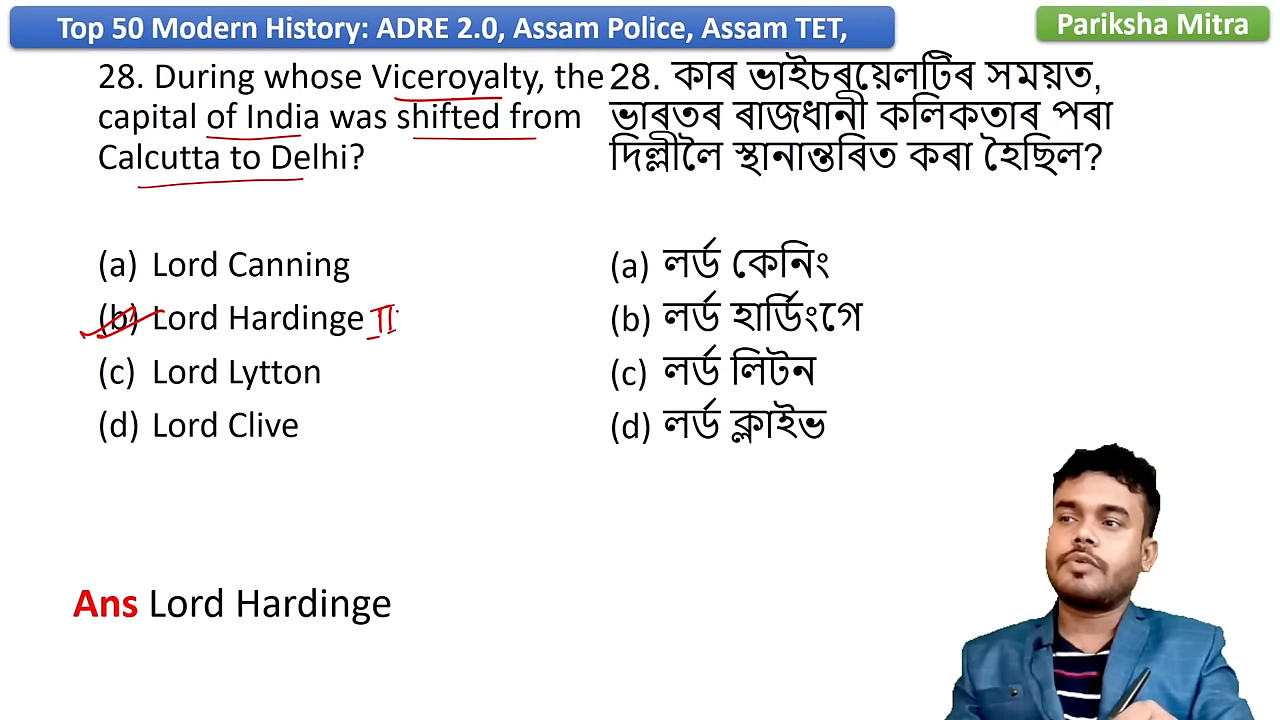 Top 50 Modern History: ADRE 2.0, Assam Police, Assam TET,
Pariksha Mitra
28. During whose Viceroyalty, the
capital of India was shifted from
Calcutta to Delhi?
(a) Lord Canning
(b) Lord Hardinge II
(c) Lord Lytton
(d) Lord Clive
28. কাৰ ভাইচৰয়েলটিৰ সময়ত,
ভাৰতৰ ৰাজধানী কলিকতাৰ পৰা
দিল্লীলৈ স্থানান্তৰিত কৰা হৈছিল?
(a) লৰ্ড কেনিং
(b) লৰ্ড হাৰ্ডিংগে
(c) লৰ্ড লিটন
(d) লৰ্ড ক্লাইভ
Ans Lord Hardinge